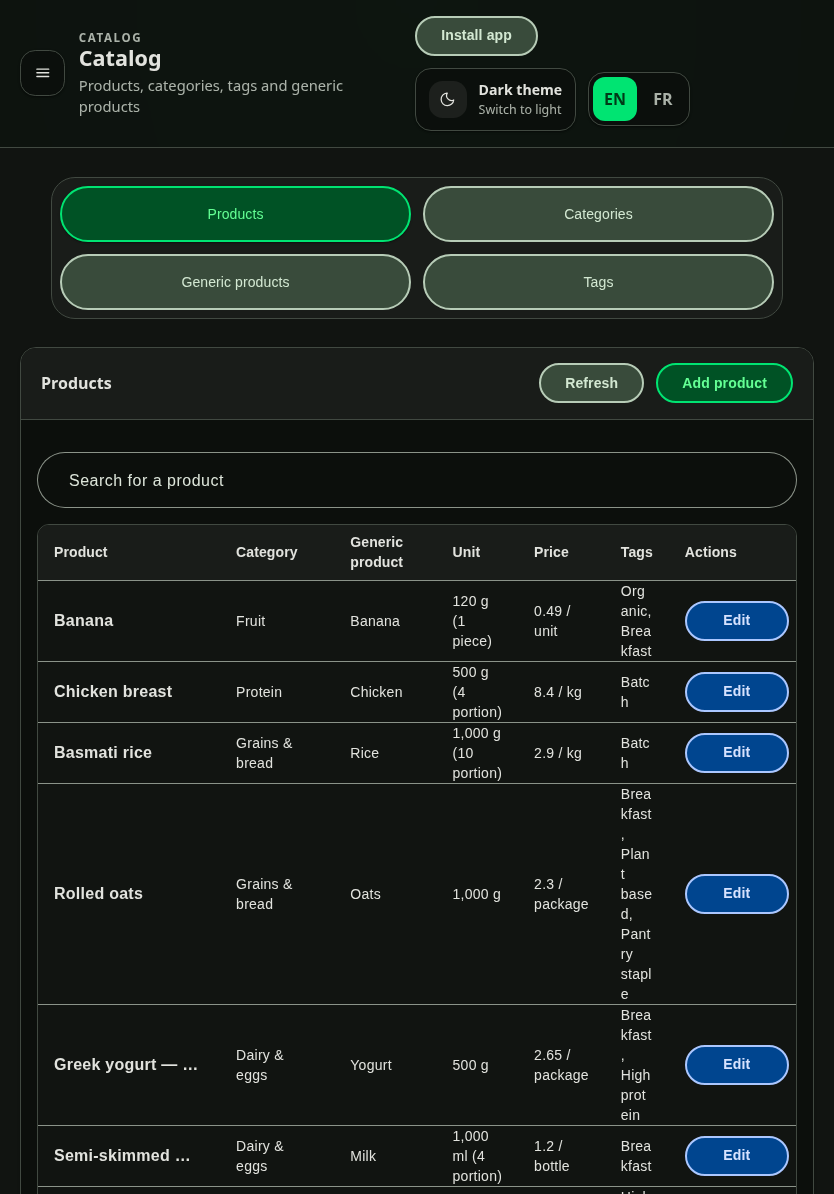 CATALOG
Catalog
Products, categories, tags and generic
products
Install app
Dark theme
Switch to light
EN
FR
Products
Categories
Generic products
Tags
Products
Refresh
Add product
Search for a product
Product
Category
Generic
product
Unit
Price
Tags
Actions
Banana
Fruit
Banana
120 g
(1
piece)
0.49 /
unit
Org
anic,
Brea
kfast
Edit
Chicken breast
Protein
Chicken
500 g
(4
portion)
8.4 / kg
Batc
h
Edit
Basmati rice
Grains &
bread
Rice
1,000 g
(10
portion)
2.9 / kg
Batc
h
Edit
Rolled oats
Grains &
bread
Oats
1,000 g
2.3 /
package
Brea
kfast
,
Plan
t
base
d,
Pant
ry
stapl
e
Edit
Greek yogurt — ...
Dairy &
eggs
Yogurt
500 g
2.65 /
package
Brea
kfast
,
High
prot
ein
Edit
Semi-skimmed ...
Dairy &
eggs
Milk
1,000
ml (4
portion)
1.2 /
bottle
Brea
kfast
Edit